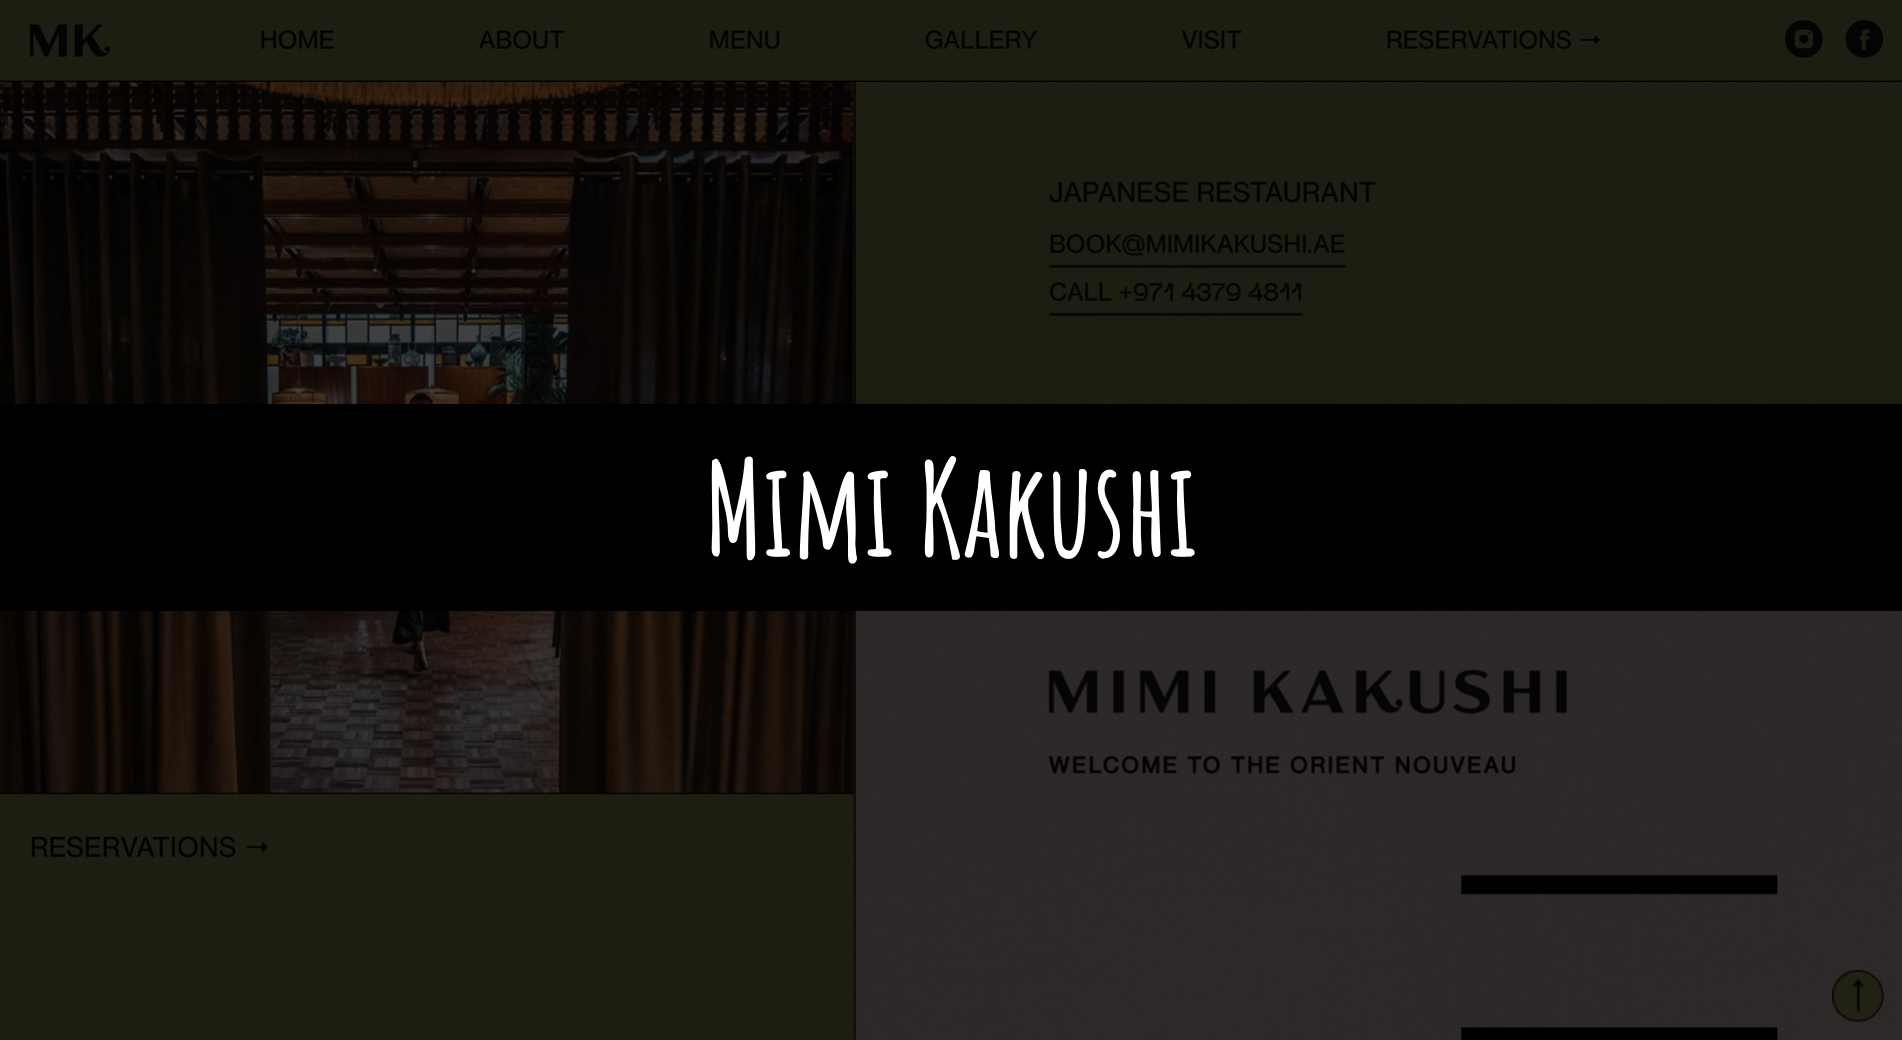 MK
HOME
ABOUT
MENU
GALLERY
VISIT
RESERVATIONS →
JAPANESE RESTAURANT
BOOK@MIMIKAKUSHI.AE
CALL +971 4379 4811
MIMI KAKUSHI
MIMI KAKUSHI
WELCOME TO THE ORIENT NOUVEAU
RESERVATIONS →